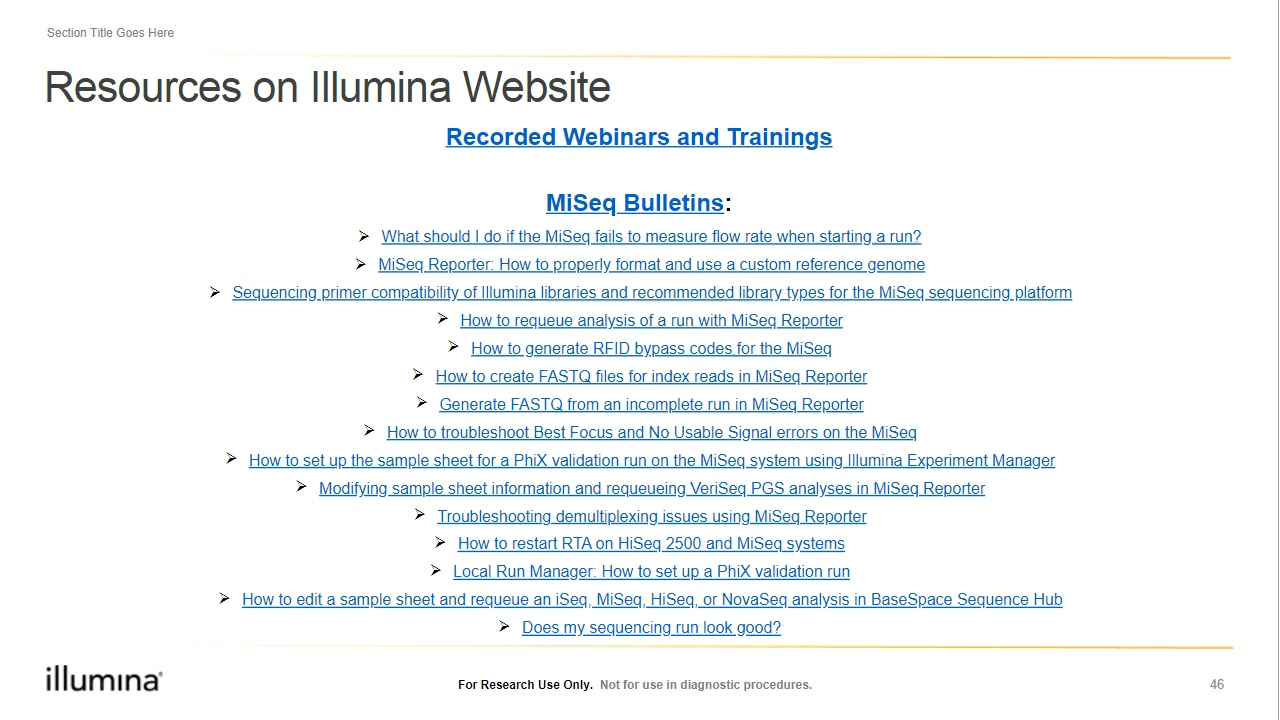 Section Title Goes Here
Resources on Illumina Website
Recorded Webinars and Trainings
MiSeq Bulletins:
What should I do if the MiSeq fails to measure flow rate when starting a run?
MiSeq Reporter: How to properly format and use a custom reference genome
Sequencing primer compatibility of Illumina libraries and recommended library types for the MiSeq sequencing platform
How to requeue analysis of a run with MiSeq Reporter
How to generate RFID bypass codes for the MiSeq
How to create FASTQ files for index reads in MiSeq Reporter
Generate FASTQ from an incomplete run in MiSeq Reporter
How to troubleshoot Best Focus and No Usable Signal errors on the MiSeq
How to set up the sample sheet for a PhiX validation run on the MiSeq system using Illumina Experiment Manager
Modifying sample sheet information and requeueing VeriSeq PGS analyses in MiSeq Reporter
Troubleshooting demultiplexing issues using MiSeq Reporter
How to restart RTA on HiSeq 2500 and MiSeq systems
Local Run Manager: How to set up a PhiX validation run
How to edit a sample sheet and requeue an iSeq, MiSeq, HiSeq, or NovaSeq analysis in BaseSpace Sequence Hub
Does my sequencing run look good?
illumina
For Research Use Only. Not for use in diagnostic procedures.
46